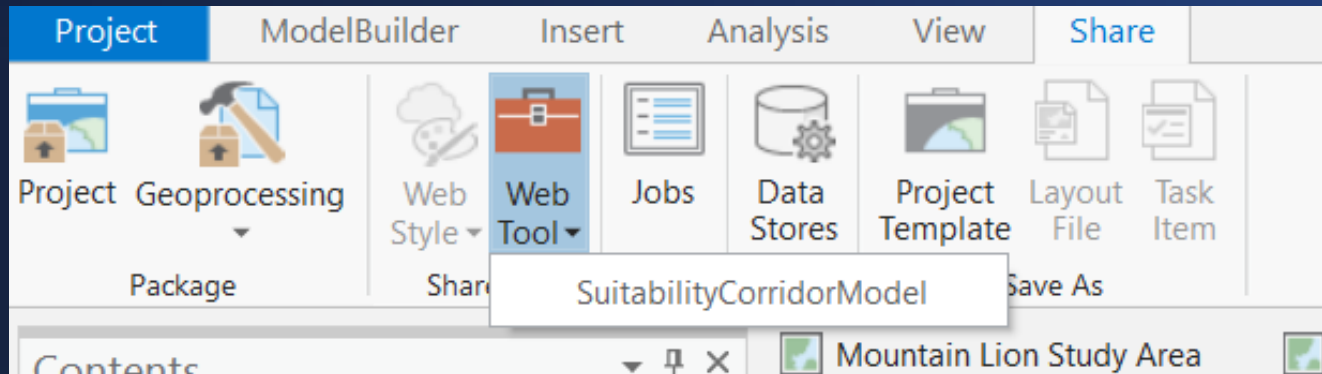 Project ModelBuilder Insert Analysis View Share
Project Geoprocessing Web Style Web Tool Jobs Data Stores Project Template Layout File Task Item
Package Shar Save As
SuitabilityCorridorModel
Contents Mountain Lion Study Area